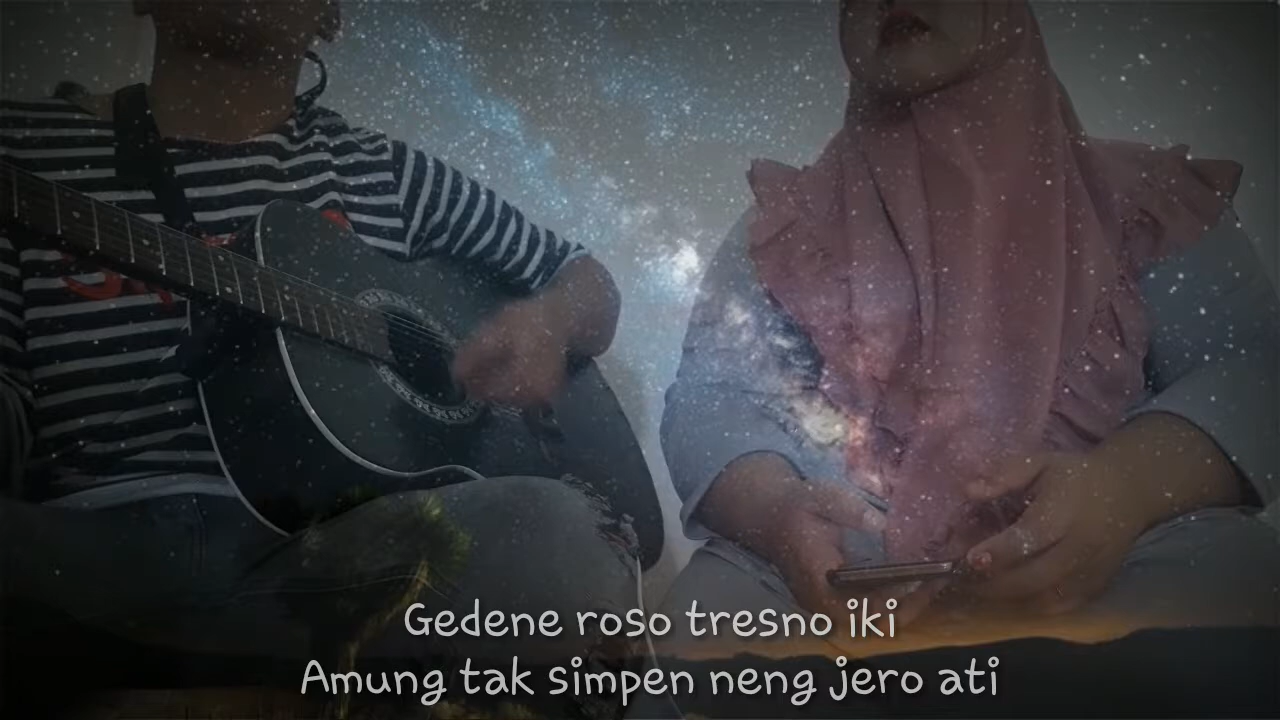 Gedene roso tresno iki
Amung tak simpen neng jero ati